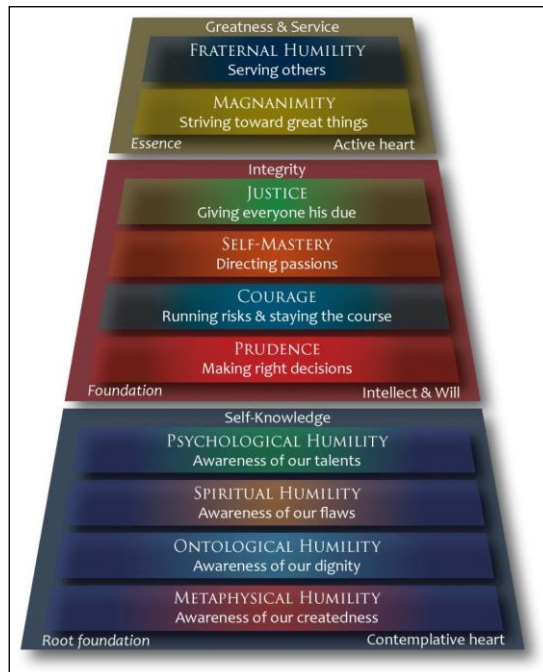 Greatness & Service
FRATERNAL HUMILITY
Serving others
MAGNANIMITY
Striving toward great things
Essence Active heart
Integrity
JUSTICE
Giving everyone his due
SELF-MASTERY
Directing passions
COURAGE
Running risks & staying the course
PRUDENCE
Making right decisions
Foundation Intellect & Will
Self-Knowledge
PSYCHOLOGICAL HUMILITY
Awareness of our talents
SPIRITUAL HUMILITY
Awareness of our flaws
ONTOLOGICAL HUMILITY
Awareness of our dignity
METAPHYSICAL HUMILITY
Awareness of our createdness
Root foundation Contemplative heart